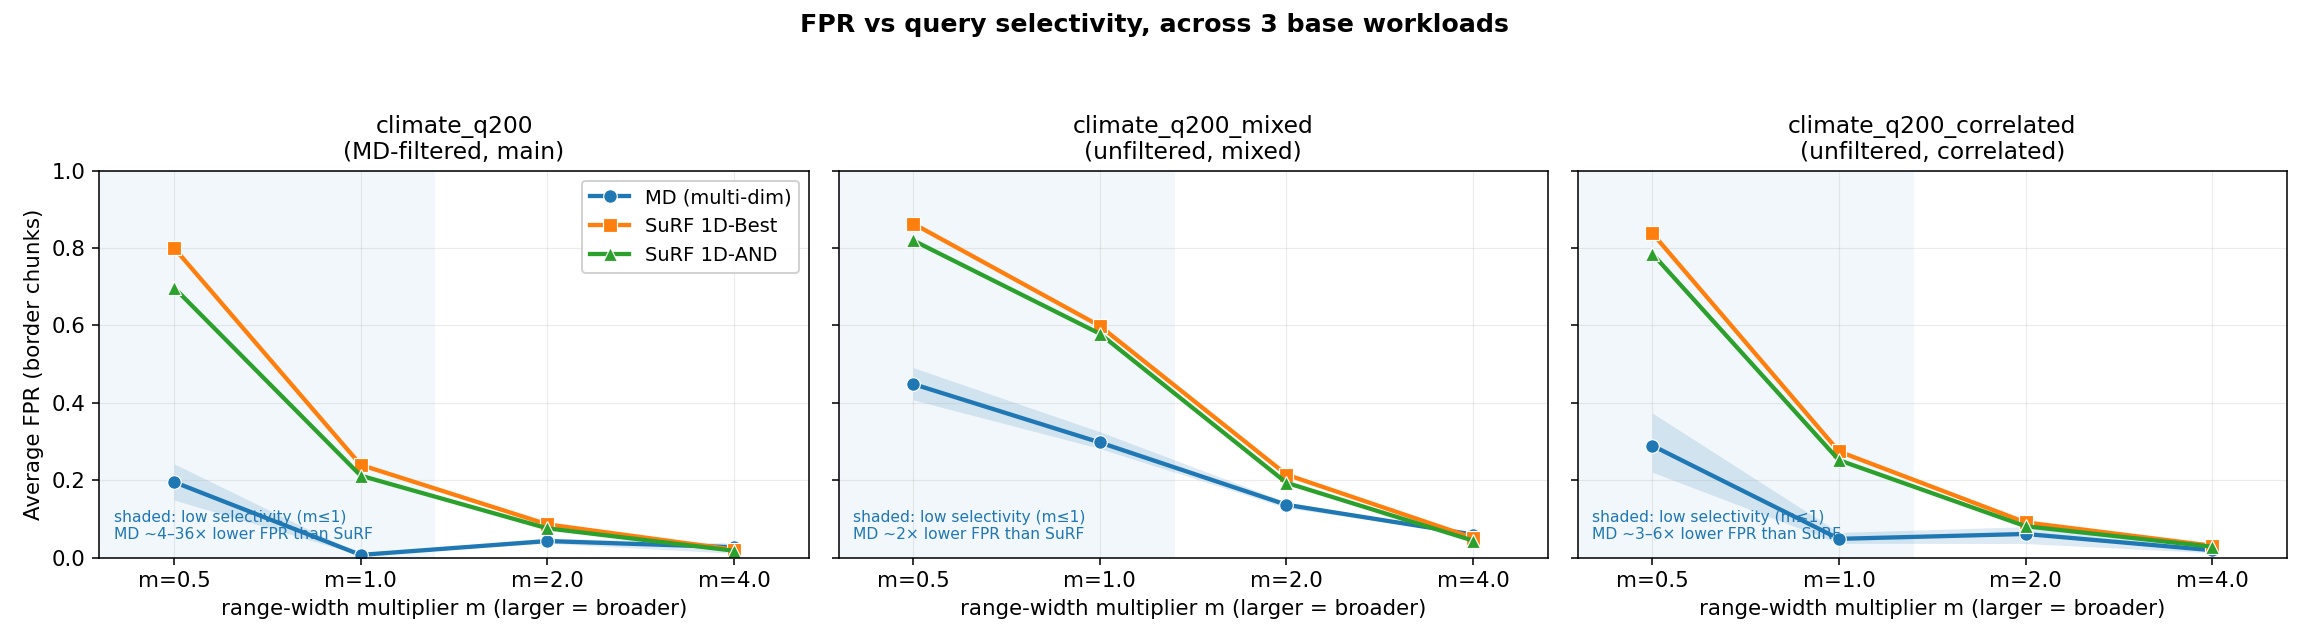 FPR vs query selectivity, across 3 base workloads
climate_q200
(MD-filtered, main)
Average FPR (border chunks)
1.0
0.8
0.6
0.4
0.2
0.0
MD (multi-dim)
SuRF 1D-Best
SuRF 1D-AND
shaded: low selectivity (m≤1)
MD ~4–36× lower FPR than SuRF
m=0.5 m=1.0 m=2.0 m=4.0
range-width multiplier m (larger = broader)
climate_q200_mixed
(unfiltered, mixed)
shaded: low selectivity (m≤1)
MD ~2× lower FPR than SuRF
m=0.5 m=1.0 m=2.0 m=4.0
range-width multiplier m (larger = broader)
climate_q200_correlated
(unfiltered, correlated)
shaded: low selectivity (m≤1)
MD ~3–6× lower FPR than SuRF
m=0.5 m=1.0 m=2.0 m=4.0
range-width multiplier m (larger = broader)